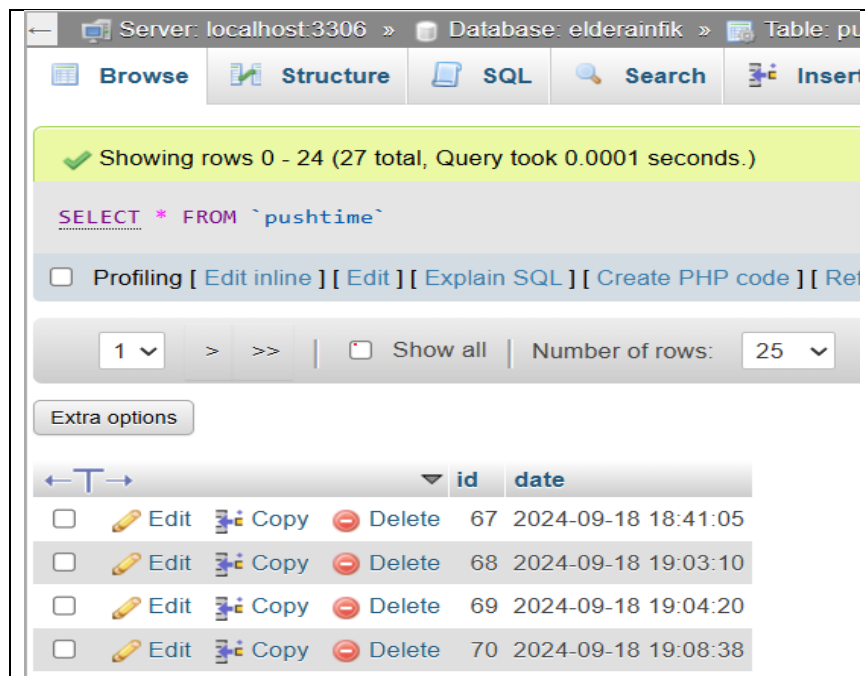 ← Server: localhost:3306 » Database: elderainfik » Table: pu
Browse Structure SQL Search Insert
Showing rows 0 - 24 (27 total, Query took 0.0001 seconds.)
SELECT * FROM `pushtime`
Profiling [ Edit inline ] [ Edit ] [ Explain SQL ] [ Create PHP code ] [ Ref
1 > >> | Show all | Number of rows: 25
Extra options
←T→ id date
Edit Copy Delete 67 2024-09-18 18:41:05
Edit Copy Delete 68 2024-09-18 19:03:10
Edit Copy Delete 69 2024-09-18 19:04:20
Edit Copy Delete 70 2024-09-18 19:08:38